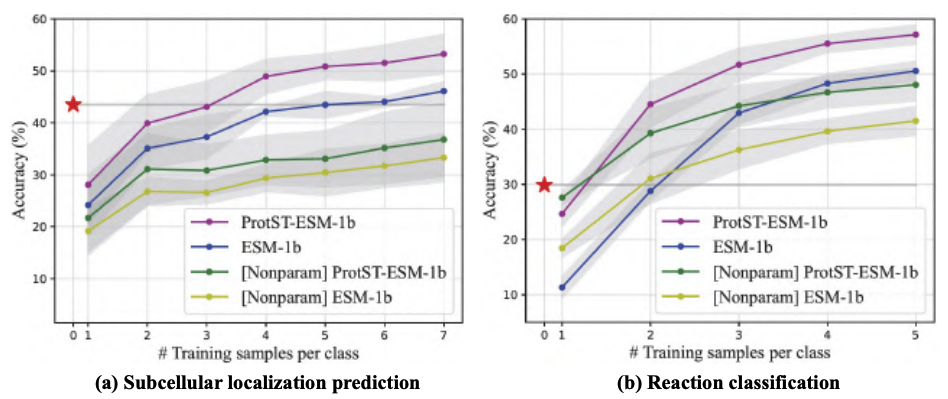 60
50
40
30
20
10
Accuracy (%)
ProtST-ESM-1b
ESM-1b
[Nonparam] ProtST-ESM-1b
[Nonparam] ESM-1b
0 1 2 3 4 5 6 7
# Training samples per class
(a) Subcellular localization prediction
60
50
40
30
20
10
Accuracy (%)
ProtST-ESM-1b
ESM-1b
[Nonparam] ProtST-ESM-1b
[Nonparam] ESM-1b
0 1 2 3 4 5
# Training samples per class
(b) Reaction classification